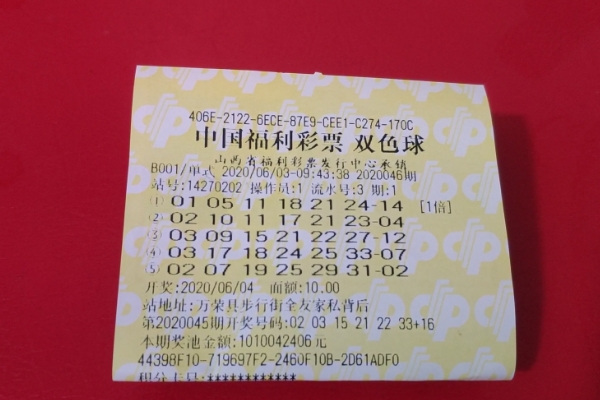 406E-2122-6ECE-87E9-CEE1-C274-170C
中国福利彩票 双色球
山西省福利彩票发行中心承销
B001/单式 2020/06/03-09:43:38 2020046期
站号:14270202 操作员:1 流水号:3 期:1
① 01 05 11 18 21 24-14 [1倍]
② 02 10 11 17 21 23-04
③ 03 09 15 21 22 27-12
④ 03 17 18 24 25 33-07
⑤ 02 07 19 25 29 31-02
开奖:2020/06/04 面额:10.00
站地址:万荣县步行街全友家私背后
第2020045期开奖号码:02 03 15 21 22 33+16
本期奖池金额:1010042406元
44398F10-719697F2-2460F10B-2D61ADF0
积分卡号:************